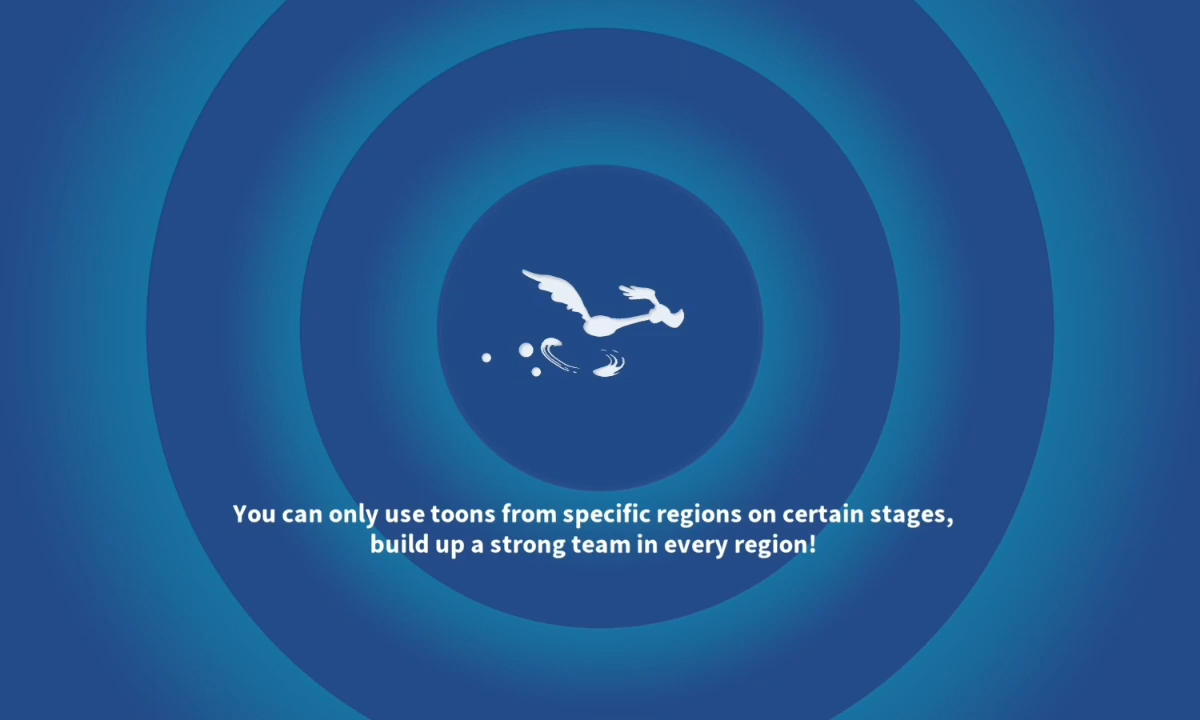 You can only use toons from specific regions on certain stages,
build up a strong team in every region!